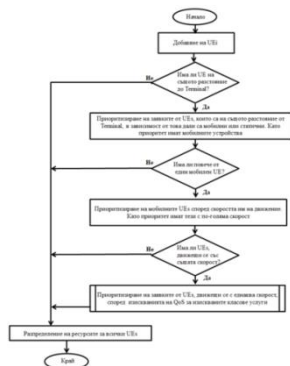 Начало
Добавяне на UEi
Има ли UE на
същото разстояние
до Terminal?
Не
Да
Приоритизиране на заявките от UEs, които са на същото разстояние от
Terminal, в зависимост от това дали са мобилни или статични. Като
приоритет имат мобилните устройства
Има ли повече от
един мобилен UE?
Не
Да
Приоритизиране на мобилните UEs според скоростта им на движение.
Като приоритет имат тези с по-голяма скорост
Има ли UEs,
движещи се със
същата скорост?
Не
Да
Приоритизиране на заявките от UEs, движещи се с еднаква скорост,
според изискванията на QoS за изискваните класове услуги
Разпределение на ресурсите за всички UEs
Край